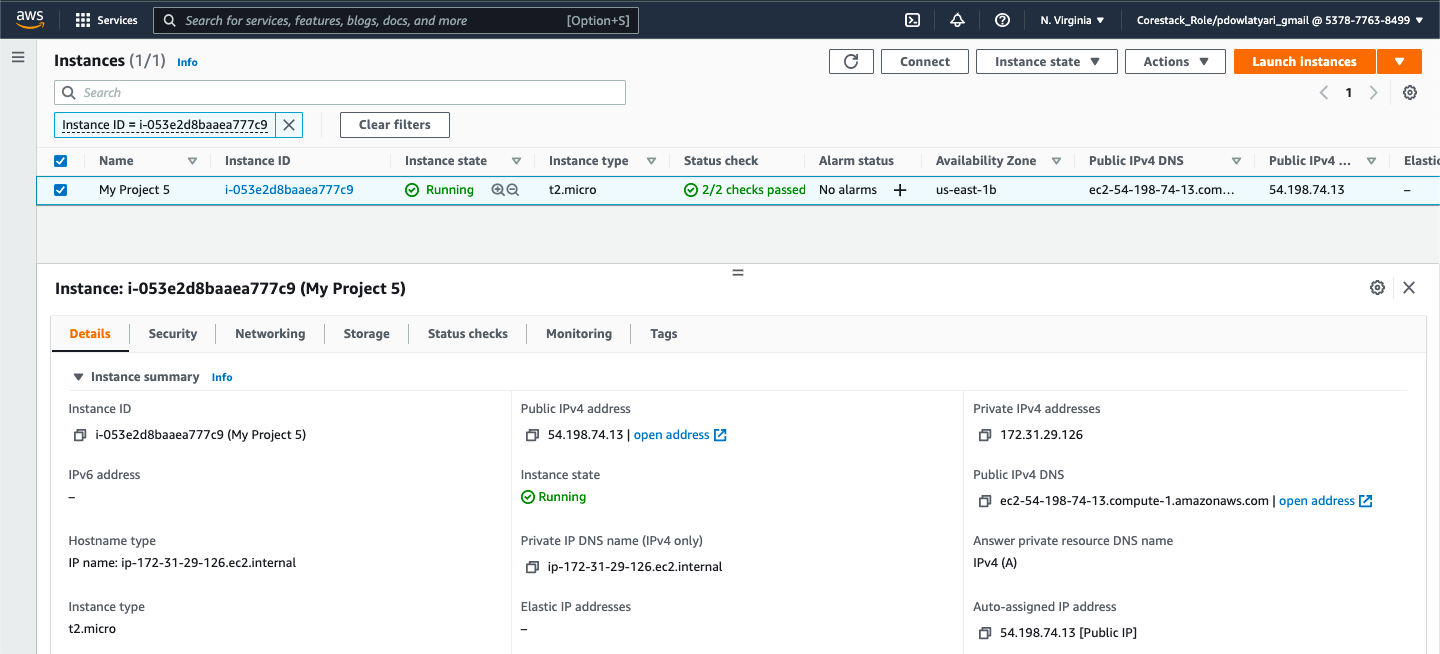 aws Services Search for services, features, blogs, docs, and more [Option+S] N. Virginia Corestack_Role/pdowlatyari_gmail @ 5378-7763-8499
Instances (1/1) Info Connect Instance state Actions Launch instances
Search 1
Instance ID = i-053e2d8baaea777c9 Clear filters
Name Instance ID Instance state Instance type Status check Alarm status Availability Zone Public IPv4 DNS Public IPv4 ... Elastic
My Project 5 i-053e2d8baaea777c9 Running t2.micro 2/2 checks passed No alarms + us-east-1b ec2-54-198-74-13.com... 54.198.74.13 –
Instance: i-053e2d8baaea777c9 (My Project 5)
Details Security Networking Storage Status checks Monitoring Tags
Instance summary Info
Instance ID Public IPv4 address Private IPv4 addresses
i-053e2d8baaea777c9 (My Project 5) 54.198.74.13 | open address 172.31.29.126
IPv6 address Instance state Public IPv4 DNS
– Running ec2-54-198-74-13.compute-1.amazonaws.com | open address
Hostname type Private IP DNS name (IPv4 only) Answer private resource DNS name
IP name: ip-172-31-29-126.ec2.internal ip-172-31-29-126.ec2.internal IPv4 (A)
Instance type Elastic IP addresses Auto-assigned IP address
t2.micro – 54.198.74.13 [Public IP]